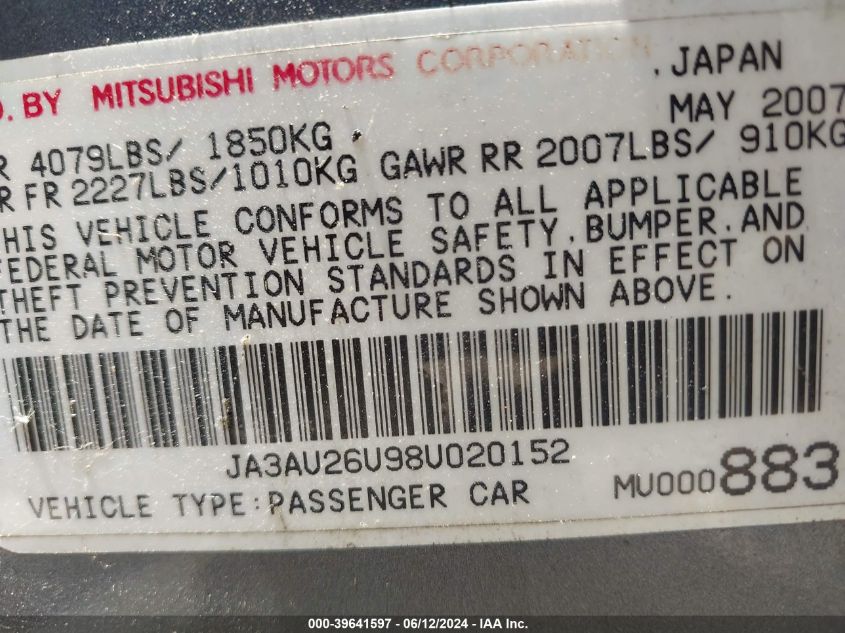 D. BY MITSUBISHI MOTORS CORPORATION , JAPAN
MAY 2007
R 4079LBS/ 1850KG
R FR 2227LBS/1010KG GAWR RR 2007LBS/ 910KG
HIS VEHICLE CONFORMS TO ALL APPLICABLE
FEDERAL MOTOR VEHICLE SAFETY, BUMPER, AND
THEFT PREVENTION STANDARDS IN EFFECT ON
THE DATE OF MANUFACTURE SHOWN ABOVE.
JA3AU26U98U020152
VEHICLE TYPE:PASSENGER CAR MU000883
000-39641597 - 06/12/2024 - IAA Inc.